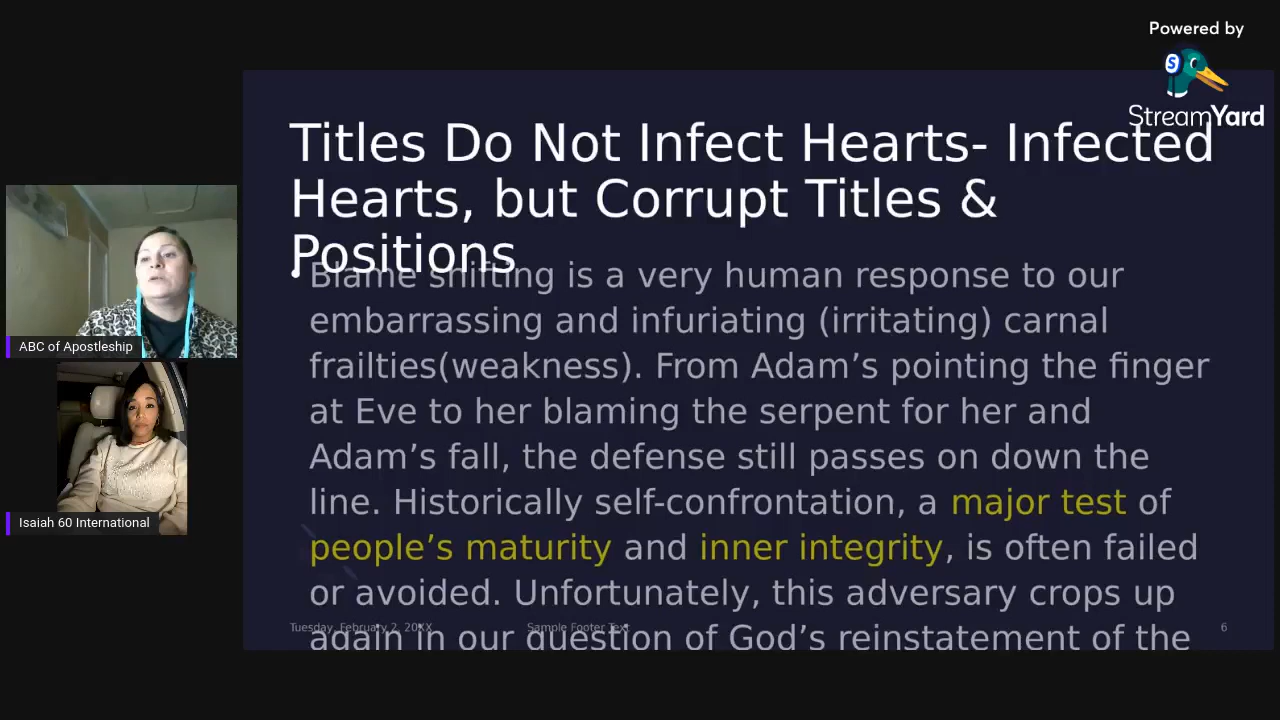 Powered by
StreamYard
Titles Do Not Infect Hearts- Infected
Hearts, but Corrupt Titles &
Positions
• Blame shifting is a very human response to our
embarrassing and infuriating (irritating) carnal
frailties(weakness). From Adam’s pointing the finger
at Eve to her blaming the serpent for her and
Adam’s fall, the defense still passes on down the
line. Historically self-confrontation, a major test of
people’s maturity and inner integrity, is often failed
or avoided. Unfortunately, this adversary crops up
again in our question of God’s reinstatement of the
Tuesday, February 2, 20XX
Sample Footer Text
6
ABC of Apostleship
Isaiah 60 International